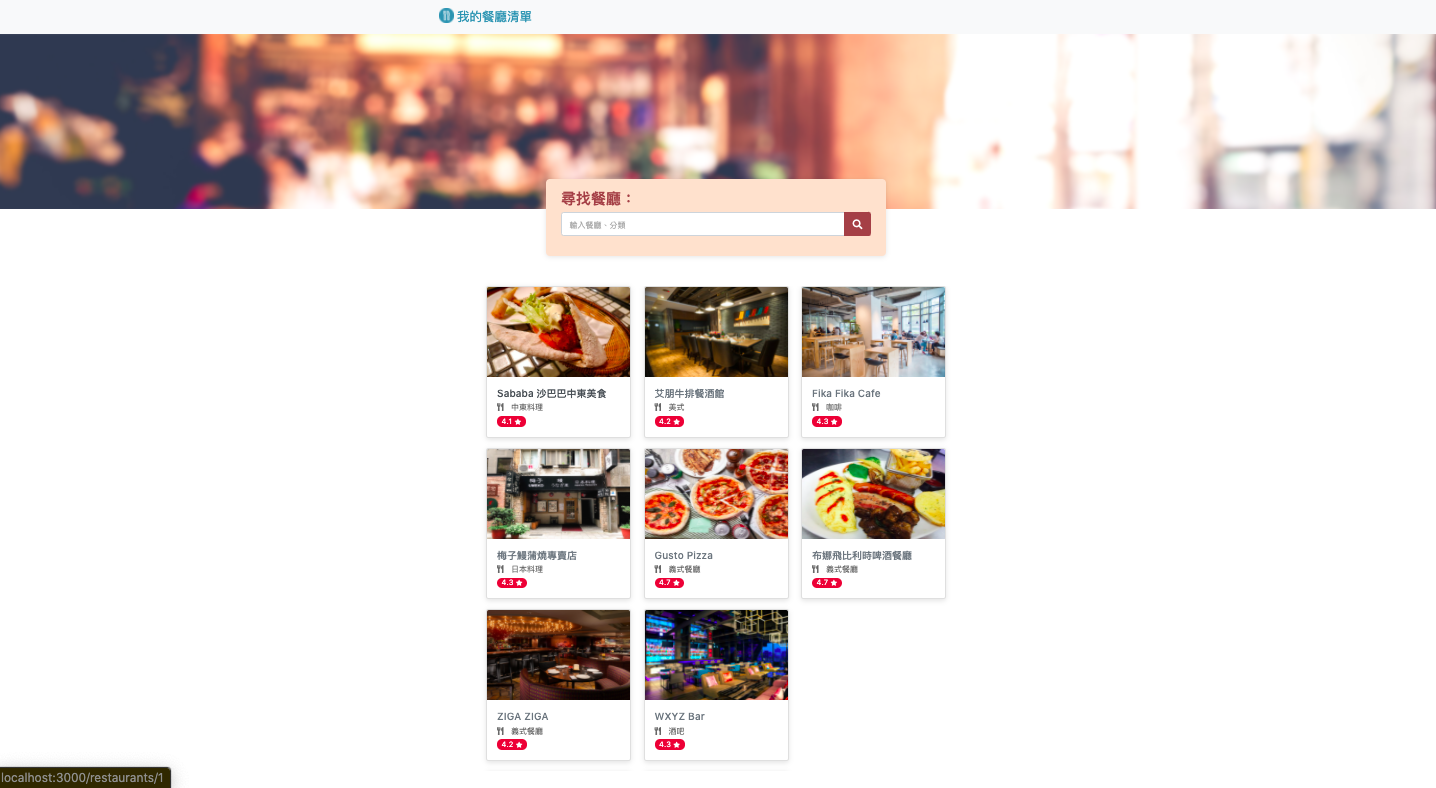 我的餐廳清單
尋找餐廳：
輸入餐廳、分類
Sababa 沙巴巴中東美食
中東料理
4.1
艾朋牛排餐酒館
美式
4.2
Fika Fika Cafe
咖啡
4.3
梅子鰻蒲燒專賣店
日本料理
4.3
Gusto Pizza
義式餐廳
4.7
布娜飛比利時啤酒餐廳
義式餐廳
4.7
ZIGA ZIGA
義式餐廳
4.2
WXYZ Bar
酒吧
4.3
localhost:3000/restaurants/1